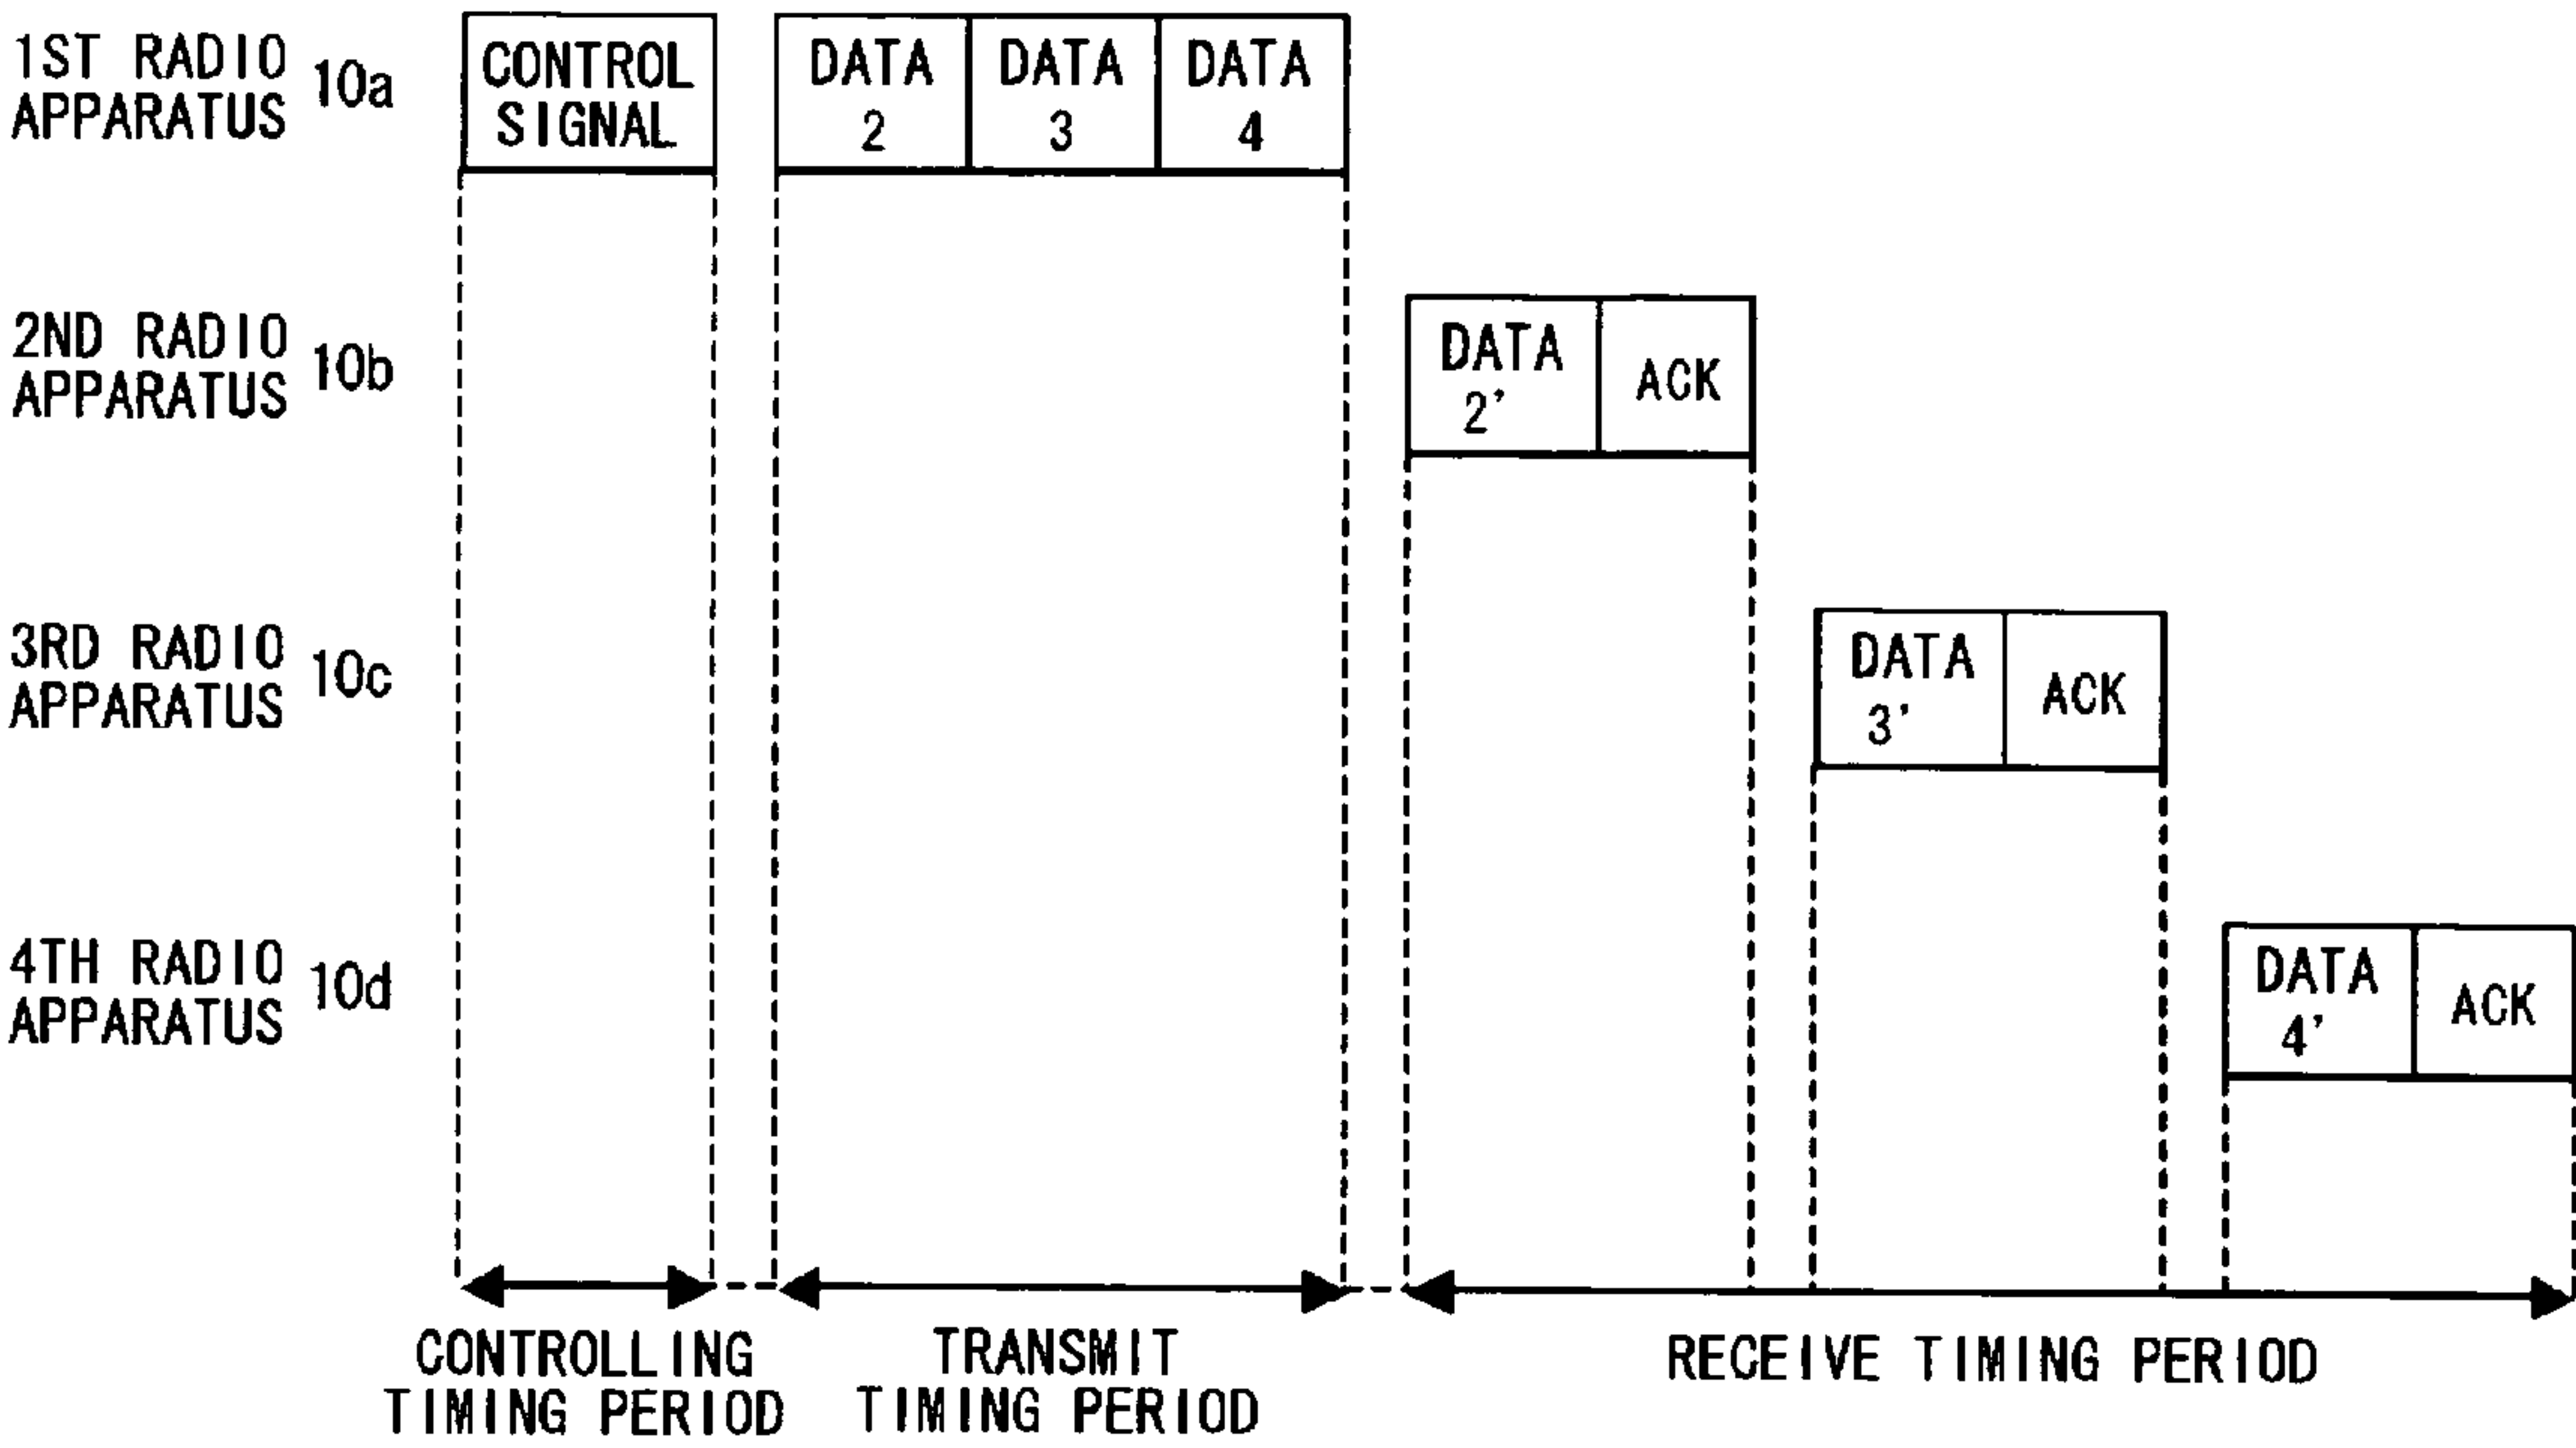 1ST RADIO
APPARATUS
10a
CONTROL
SIGNAL
DATA
2
DATA
3
DATA
4
2ND RADIO
APPARATUS
10b
DATA
2'
ACK
3RD RADIO
APPARATUS
10c
DATA
3'
ACK
4TH RADIO
APPARATUS
10d
DATA
4'
ACK
CONTROLLING
TIMING PERIOD
TRANSMIT
TIMING PERIOD
RECEIVE TIMING PERIOD